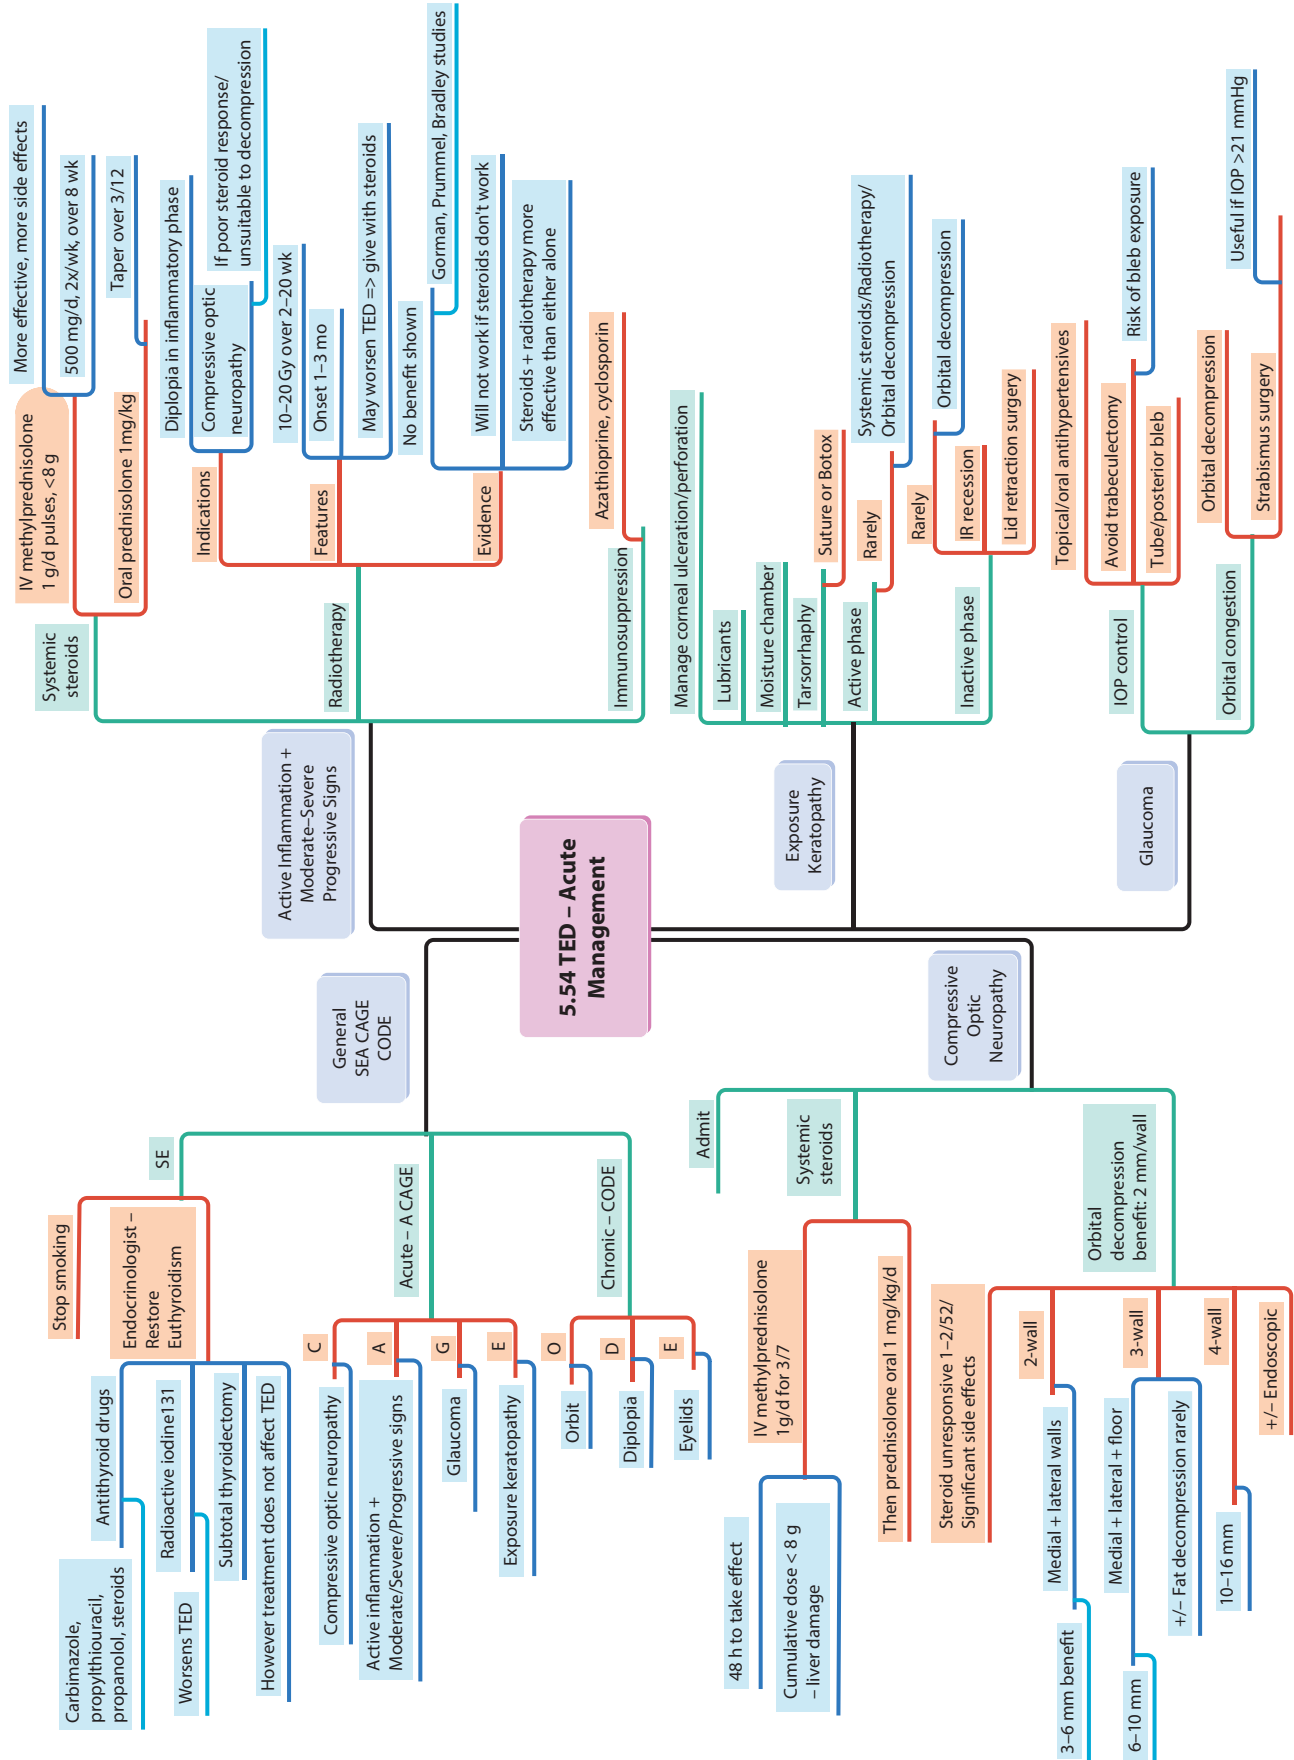 5.54 TED – Acute
Management
General
SEA CAGE
CODE
SE
Stop smoking
Endocrinologist –
Restore
Euthyroidism
Antithyroid drugs
Carbimazole,
propylthiouracil,
propanolol, steroids
Radioactive iodine131
Worsens TED
Subtotal thyroidectomy
However treatment does not affect TED
Acute – A CAGE
C
Compressive optic neuropathy
A
Active inflammation +
Moderate/Severe/Progressive signs
G
Glaucoma
E
Exposure keratopathy
Chronic – CODE
O
Orbit
D
Diplopia
E
Eyelids
Compressive
Optic
Neuropathy
Admit
Systemic
steroids
IV methylprednisolone
1g/d for 3/7
48 h to take effect
Cumulative dose < 8 g
– liver damage
Then prednisolone oral 1 mg/kg/d
Orbital
decompression
benefit: 2 mm/wall
Steroid unresponsive 1–2/52/
Significant side effects
2-wall
Medial + lateral walls
3–6 mm benefit
3-wall
Medial + lateral + floor
6–10 mm
+/– Fat decompression rarely
4-wall
10–16 mm
+/– Endoscopic
Active Inflammation +
Moderate–Severe
Progressive Signs
Systemic
steroids
IV methylprednisolone
1 g/d pulses, <8 g
More effective, more side effects
500 mg/d, 2x/wk, over 8 wk
Oral prednisolone 1mg/kg
Taper over 3/12
Radiotherapy
Indications
Diplopia in inflammatory phase
Compressive optic
neuropathy
If poor steroid response/
unsuitable to decompression
Features
10–20 Gy over 2–20 wk
Onset 1–3 mo
May worsen TED => give with steroids
Evidence
No benefit shown
Gorman, Prummel, Bradley studies
Will not work if steroids don't work
Steroids + radiotherapy more
effective than either alone
Immunosuppression
Azathioprine, cyclosporin
Exposure
Keratopathy
Manage corneal ulceration/perforation
Lubricants
Moisture chamber
Tarsorrhaphy
Suture or Botox
Active phase
Rarely
Systemic steroids/Radiotherapy/
Orbital decompression
Inactive phase
Rarely
Orbital decompression
IR recession
Lid retraction surgery
Glaucoma
IOP control
Topical/oral antihypertensives
Avoid trabeculectomy
Risk of bleb exposure
Tube/posterior bleb
Orbital congestion
Orbital decompression
Strabismus surgery
Useful if IOP >21 mmHg